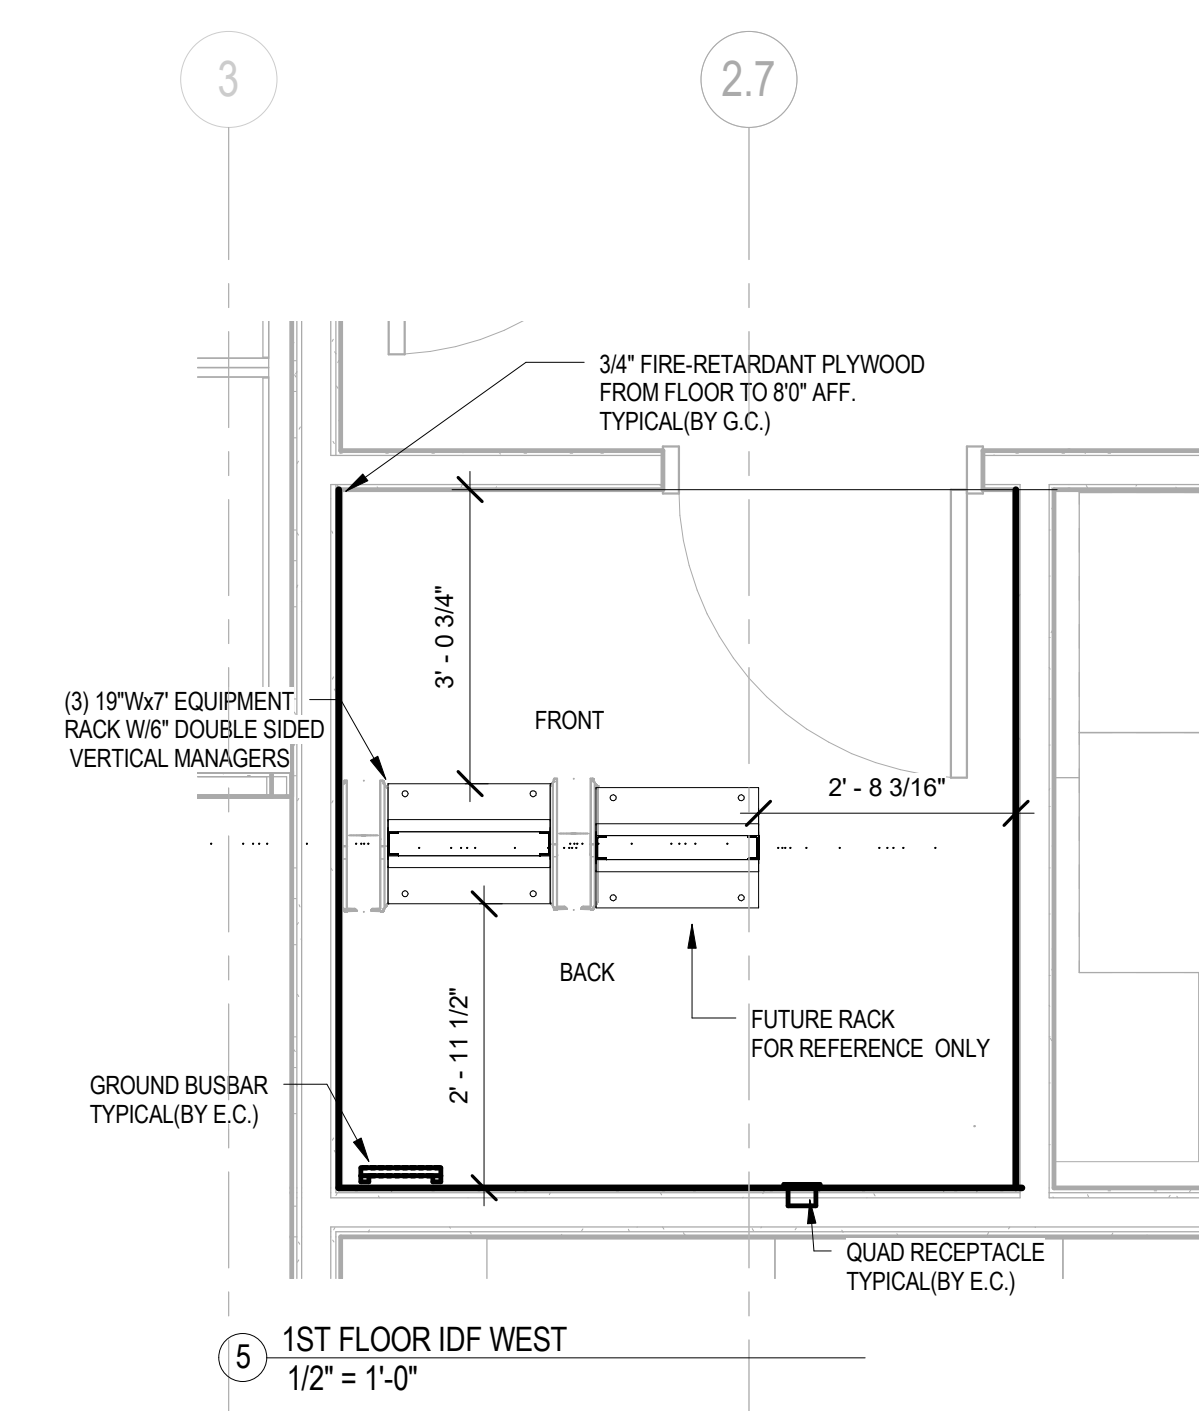 3
2.7
3/4" FIRE-RETARDANT PLYWOOD
FROM FLOOR TO 8'0" AFF.
TYPICAL(BY G.C.)
3' - 0 3/4"
(3) 19"Wx7' EQUIPMENT
RACK W/6" DOUBLE SIDED
VERTICAL MANAGERS
FRONT
2' - 8 3/16"
BACK
2' - 11 1/2"
FUTURE RACK
FOR REFERENCE ONLY
GROUND BUSBAR
TYPICAL(BY E.C.)
QUAD RECEPTACLE
TYPICAL(BY E.C.)
5
1ST FLOOR IDF WEST
1/2" = 1'-0"